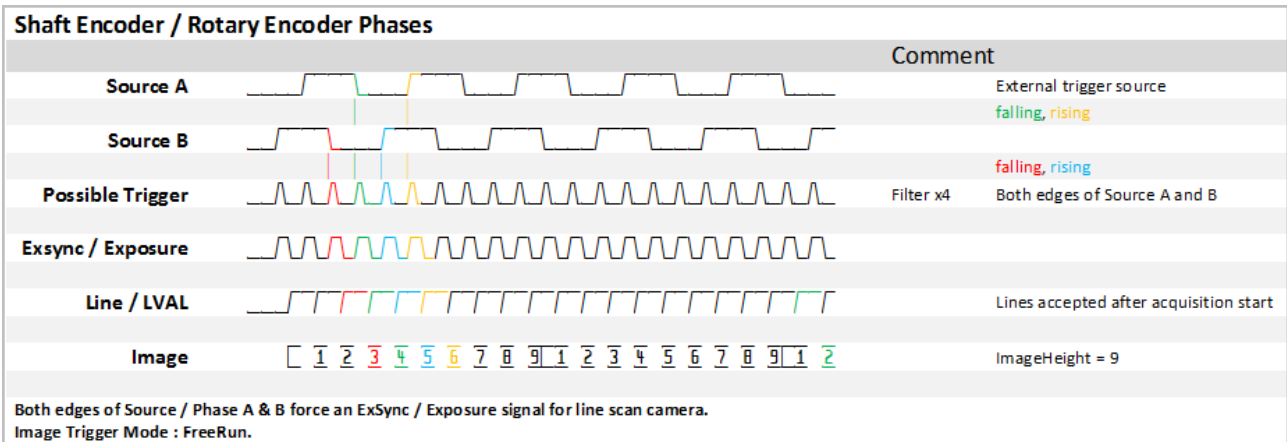 Shaft Encoder / Rotary Encoder Phases
Comment
Source A External trigger source
falling, rising
Source B
falling, rising
Possible Trigger Filter x4 Both edges of Source A and B
Exsync / Exposure
Line / LVAL Lines accepted after acquisition start
Image 1 2 3 4 5 6 7 8 9 1 2 3 4 5 6 7 8 9 1 2 ImageHeight = 9
Both edges of Source / Phase A & B force an ExSync / Exposure signal for line scan camera.
Image Trigger Mode : FreeRun.